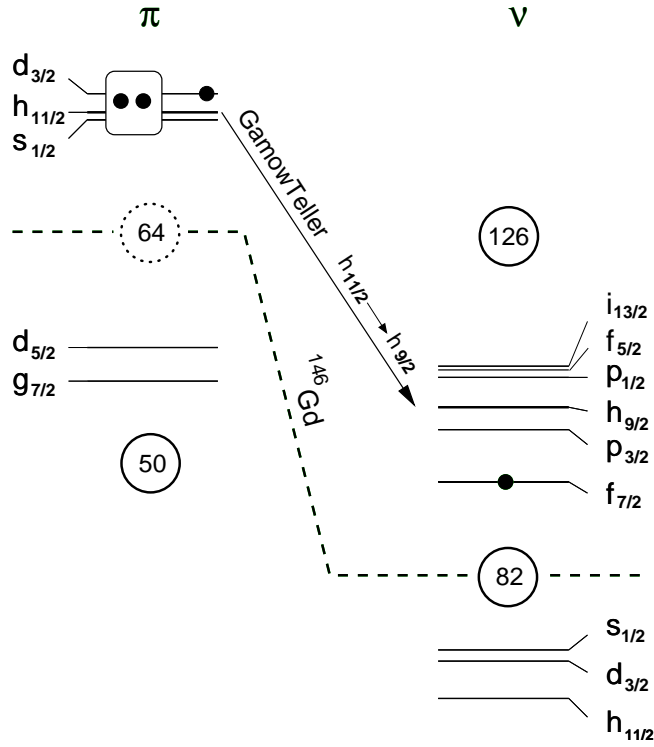 π
ν
d3/2
h11/2
s1/2
GamowTeller
h11/2 → h9/2
64
126
d5/2
g7/2
146Gd
50
i13/2
f5/2
p1/2
h9/2
p3/2
f7/2
82
s1/2
d3/2
h11/2